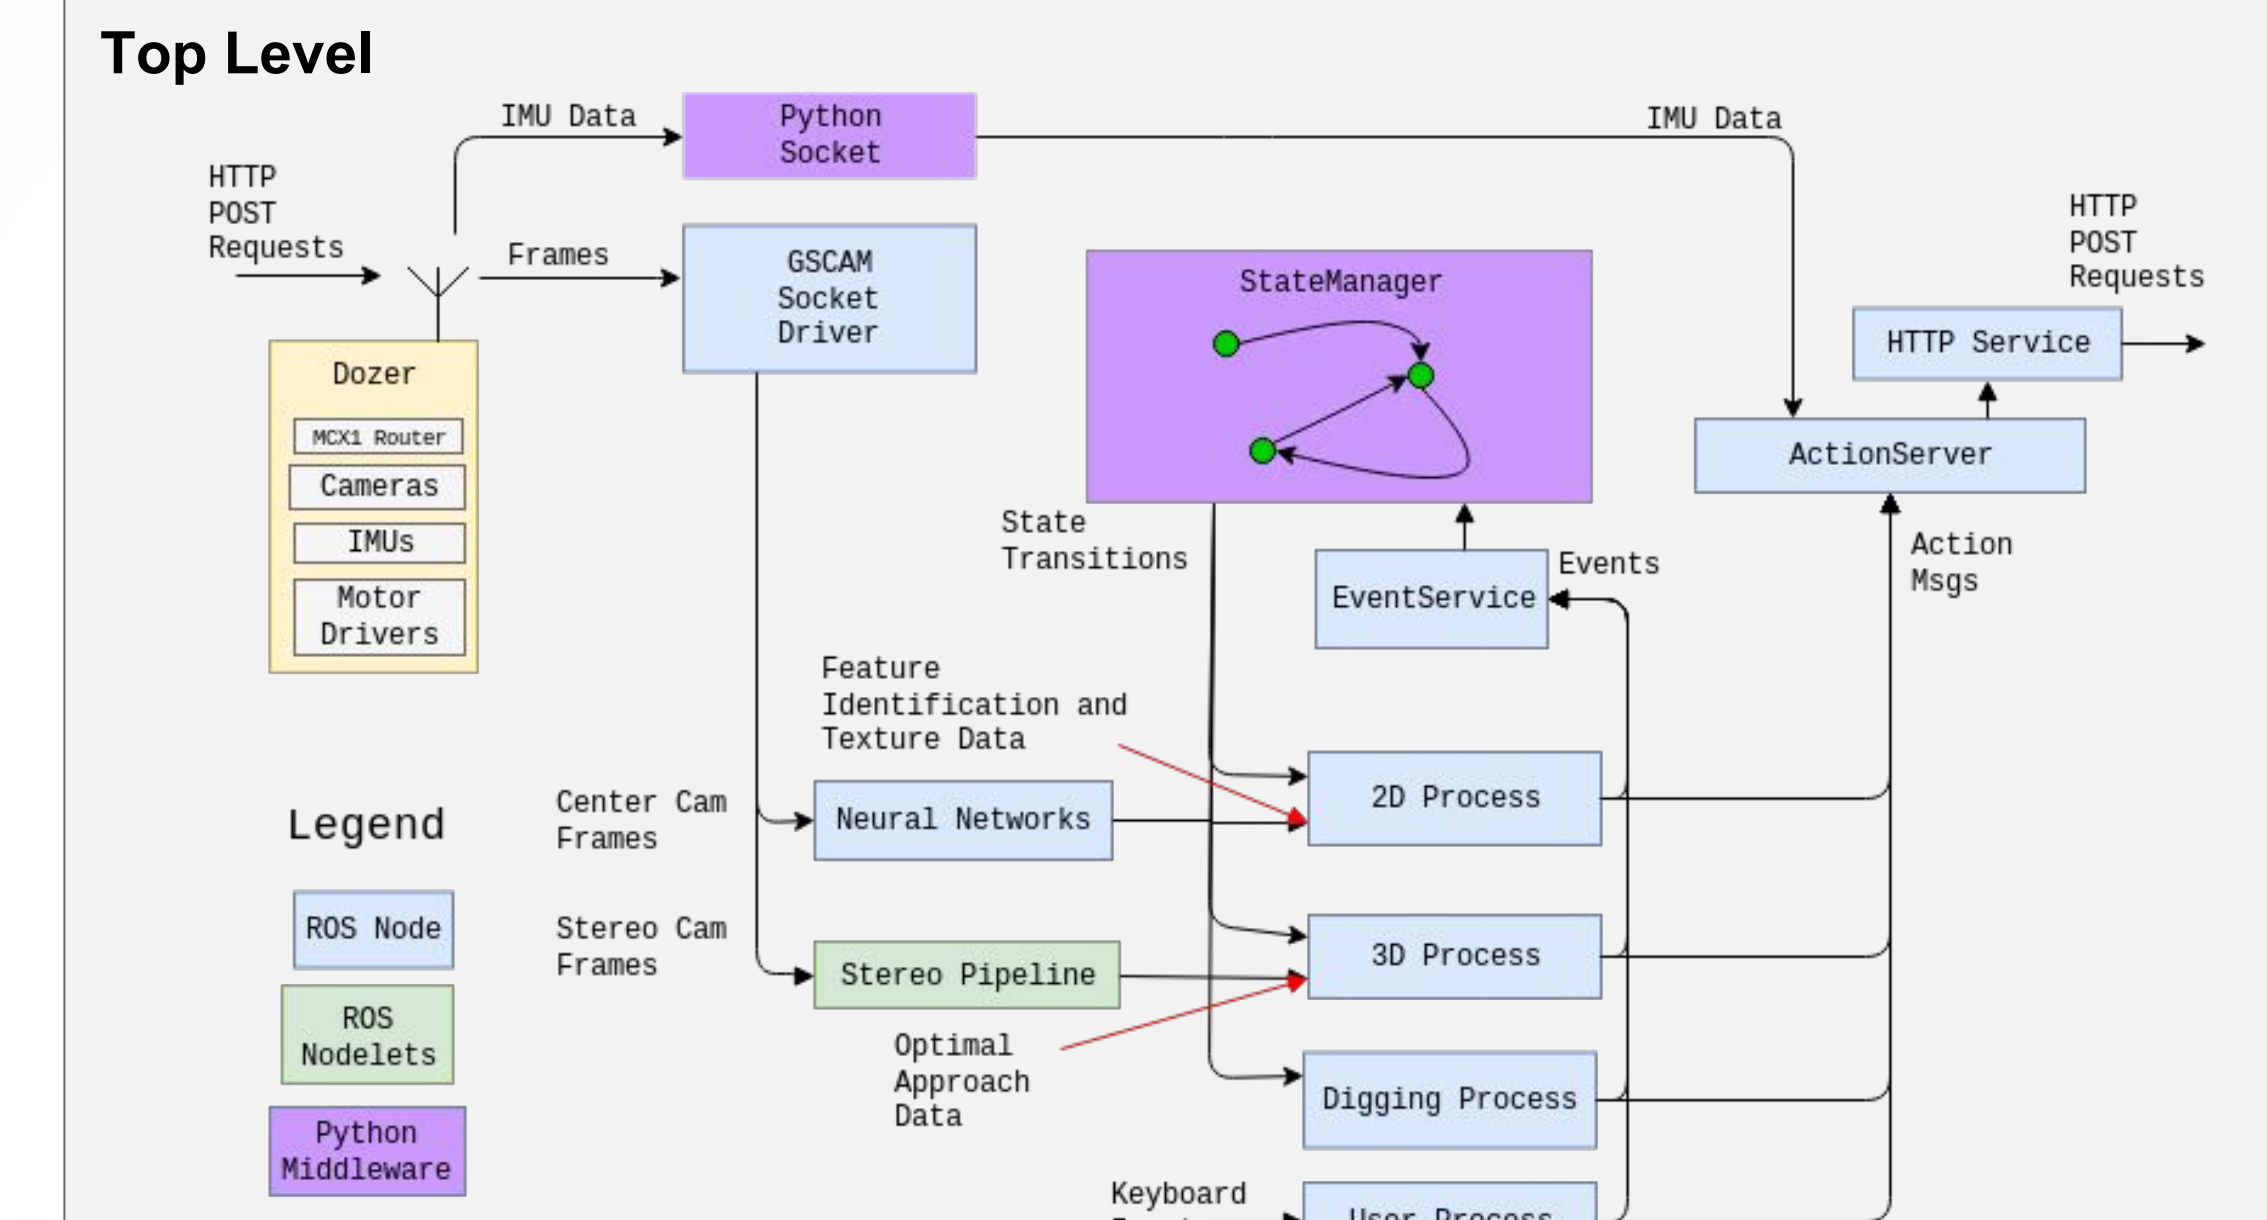 Top Level
IMU Data
Python
Socket
IMU Data
HTTP
POST
Requests
Frames
GSCAM
Socket
Driver
StateManager
HTTP
POST
Requests
HTTP Service
Dozer
MCX1 Router
Cameras
IMUs
Motor
Drivers
ActionServer
State
Transitions
EventService
Events
Action
Msgs
Feature
Identification and
Texture Data
Center Cam
Frames
Neural Networks
2D Process
Stereo Cam
Frames
Stereo Pipeline
3D Process
Optimal
Approach
Data
Digging Process
Keyboard
User Process
Legend
ROS Node
ROS
Nodelets
Python
Middleware